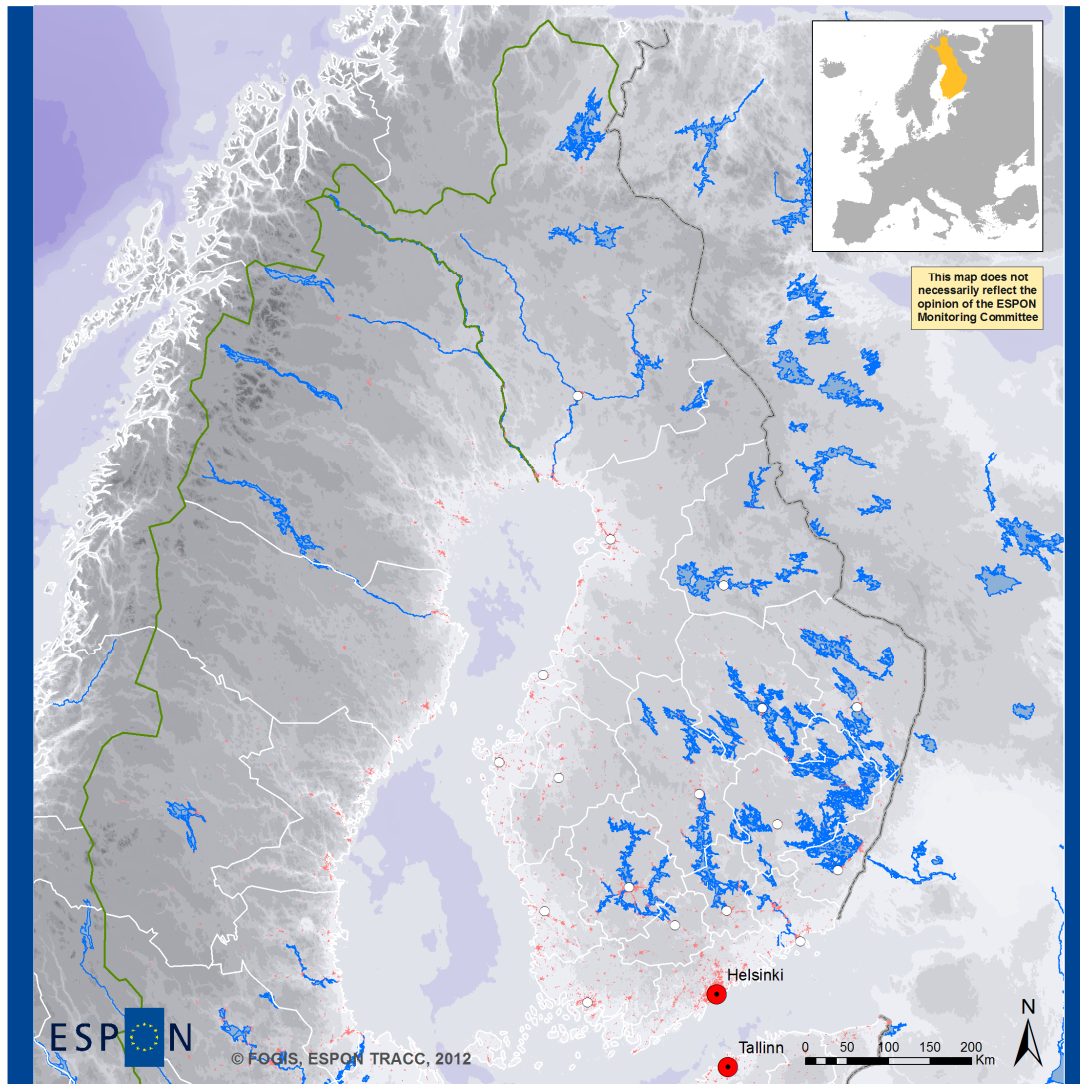 This map does not
necessarily reflect the
opinion of the ESPON
Monitoring Committee
Helsinki
N
ESPON
© FOGIS, ESPON TRACC, 2012
Tallinn
0 50 100 150 200
Km